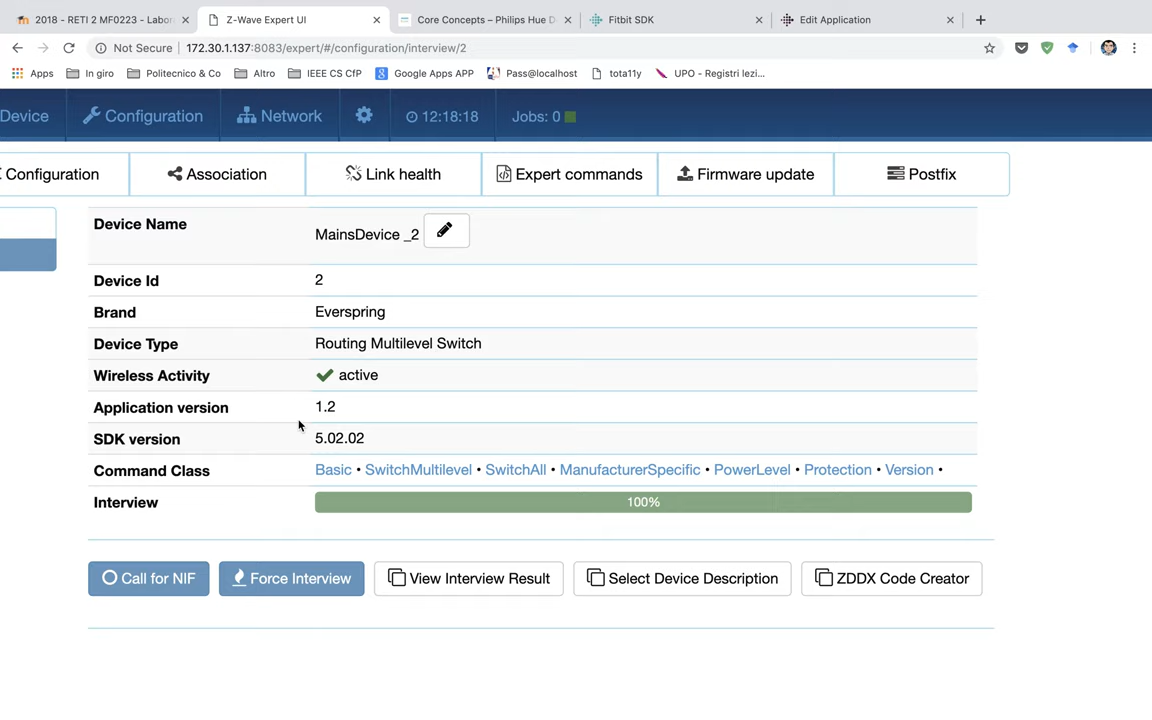 2018 - RETI 2 MF0223 - Labor
Z-Wave Expert UI
Core Concepts – Philips Hue D
Fitbit SDK
Edit Application
Not Secure
172.30.1.137:8083/expert/#/configuration/interview/2
Apps
In giro
Politecnico & Co
Altro
IEEE CS CfP
Google Apps APP
Pass@localhost
tota11y
UPO - Registri lezi...
Device
Configuration
Network
12:18:18
Jobs: 0
Configuration
Association
Link health
Expert commands
Firmware update
Postfix
Device Name
MainsDevice _2
Device Id
2
Brand
Everspring
Device Type
Routing Multilevel Switch
Wireless Activity
active
Application version
1.2
SDK version
5.02.02
Command Class
Basic • SwitchMultilevel • SwitchAll • ManufacturerSpecific • PowerLevel • Protection • Version •
Interview
100%
Call for NIF
Force Interview
View Interview Result
Select Device Description
ZDDX Code Creator